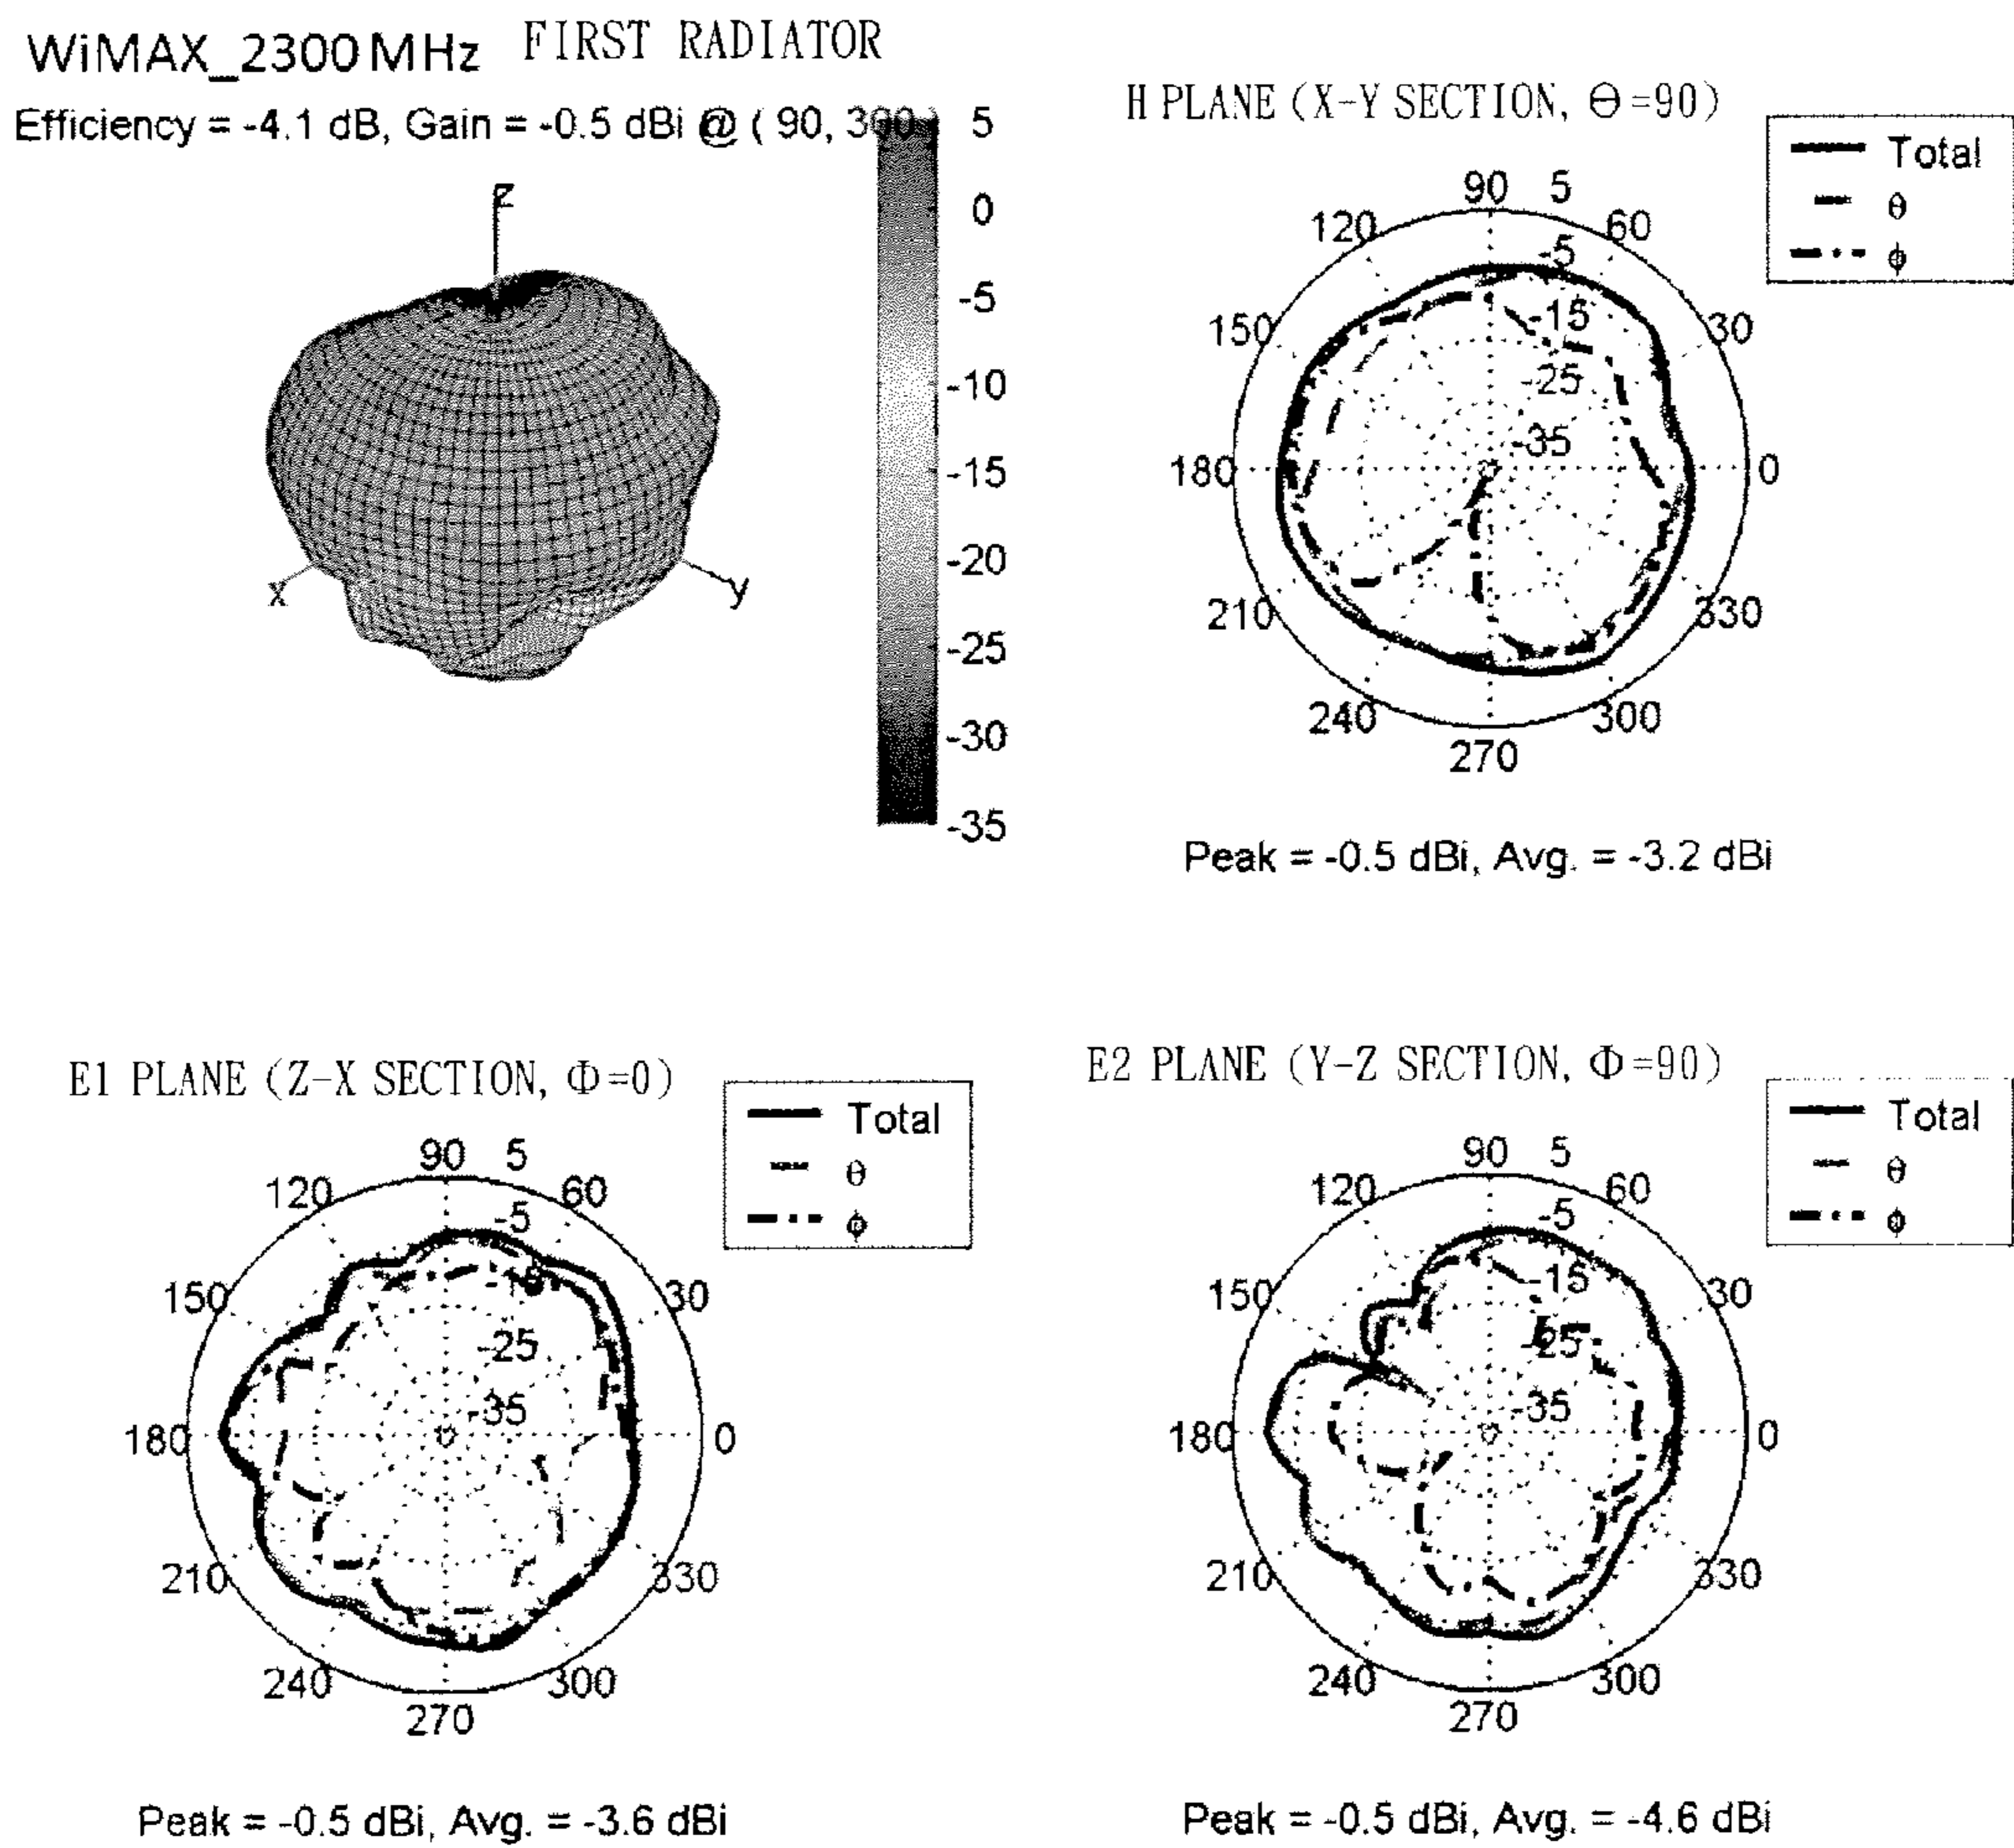 WiMAX_2300 MHz FIRST RADIATOR
Efficiency = -4.1 dB, Gain = -0.5 dBi @ ( 90, 300 )
5
0
-5
-10
-15
-20
-25
-30
-35
Z
X
y
H PLANE (X-Y SECTION, Θ=90)
Total
θ
ϕ
90 5
120 60
-5
150 -15 30
-25
-35
180 0
210 330
240 300
270
Peak = -0.5 dBi, Avg. = -3.2 dBi
E1 PLANE (Z-X SECTION, Φ=0)
Total
θ
ϕ
90 5
120 60
-5
150 -15 30
-25
-35
180 0
210 330
240 300
270
Peak = -0.5 dBi, Avg. = -3.6 dBi
E2 PLANE (Y-Z SECTION, Φ=90)
Total
θ
ϕ
90 5
120 60
-5
150 -15 30
-25
-35
180 0
210 330
240 300
270
Peak = -0.5 dBi, Avg. = -4.6 dBi